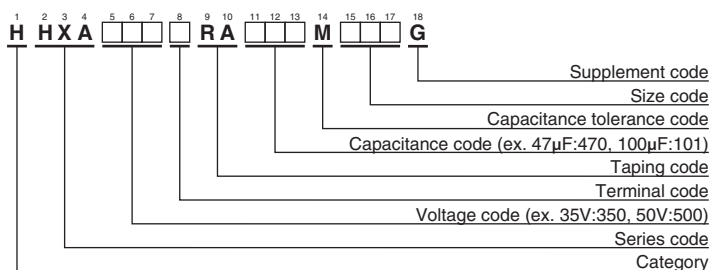 1 2 3 4 5 6 7 8 9 10 11 12 13 14 15 16 17 18
H HXA□□□□RA□□□M□□□G
Supplement code
Size code
Capacitance tolerance code
Capacitance code (ex. 47µF:470, 100µF:101)
Taping code
Terminal code
Voltage code (ex. 35V:350, 50V:500)
Series code
Category